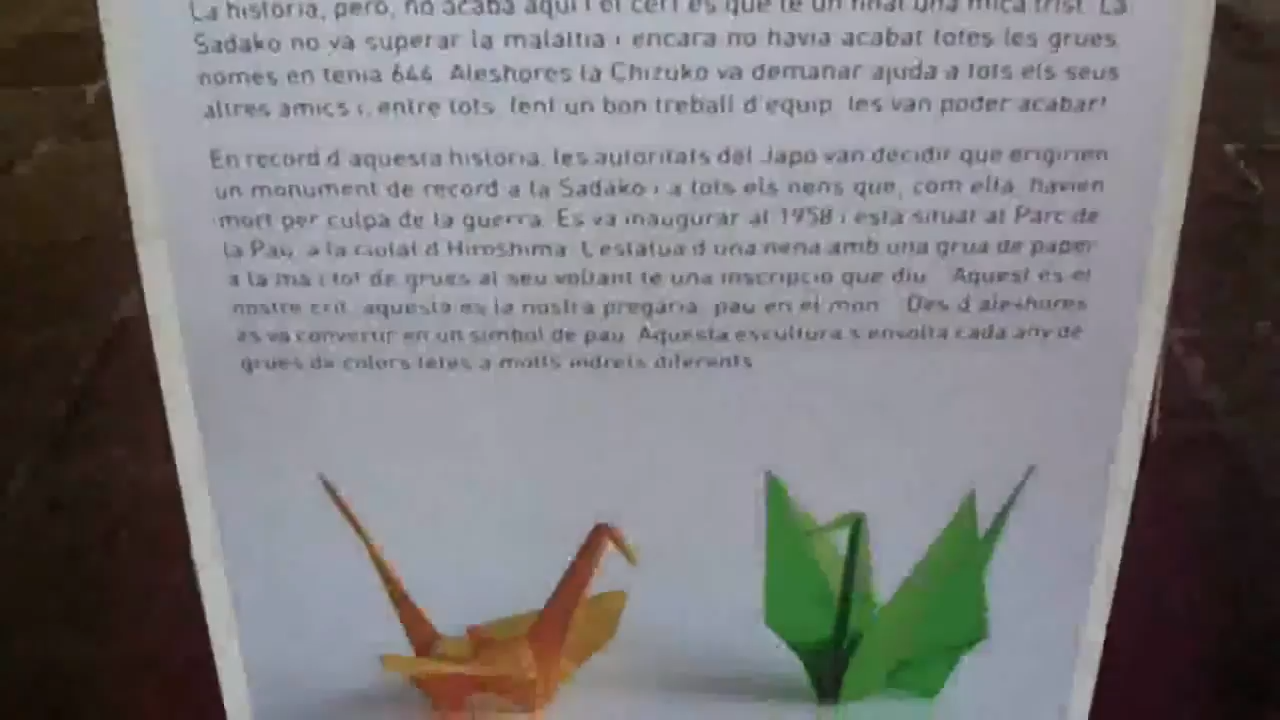 La història, però, no acaba aquí i el cert és que té un final una mica trist. La
Sadako no va superar la malaltia i encara no havia acabat totes les grues
només en tenia 644. Aleshores la Chizuko va demanar ajuda a tots els seus
altres amics i, entre tots, fent un bon treball d'equip, les van poder acabar!
En record d'aquesta història, les autoritats del Japó van decidir que erigirien
un monument de record a la Sadako i a tots els nens que, com ella, havien
mort per culpa de la guerra. Es va inaugurar al 1958 i està situat al Parc de
la Pau, a la ciutat d'Hiroshima. L'estàtua d'una nena amb una grua de paper
a la mà i tot de grues al seu voltant té una inscripció que diu: "Aquest és el
nostre crit, aquesta és la nostra pregària: pau en el món". Des d'aleshores
es va convertir en un símbol de pau. Aquesta escultura s'envolta cada any de
grues de colors fetes a molts indrets diferents.